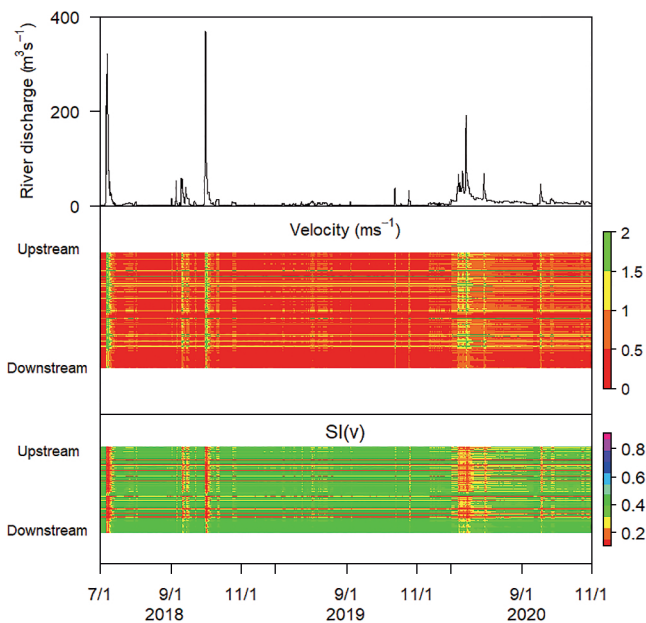 River discharge (m³s⁻¹)
400
200
0
Velocity (ms⁻¹)
Upstream
Downstream
2
1.5
1
0.5
0
SI(v)
Upstream
Downstream
0.8
0.6
0.4
0.2
7/1 9/1 11/1 9/1 11/1 9/1 11/1
2018 2019 2020